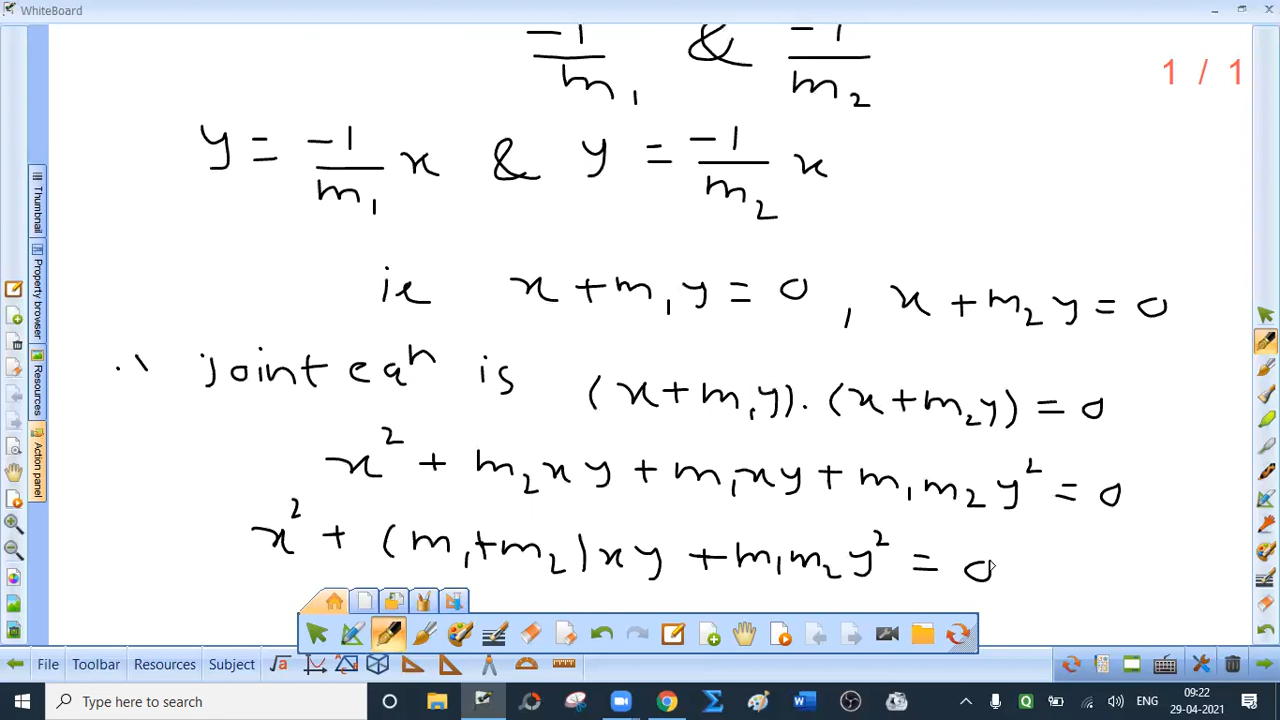 WhiteBoard
-1/m₁ & -1/m₂
1 / 1
y = -1/m₁ x & y = -1/m₂ x
ie x + m₁y = 0 , x + m₂y = 0
∴ joint eqⁿ is (x + m₁y). (x + m₂y) = 0
x² + m₂xy + m₁xy + m₁m₂y² = 0
x² + (m₁+m₂)xy + m₁m₂y² = 0
Thumbnail
Property browser
Resources
Action panel
File Toolbar Resources Subject
Type here to search
ENG
09:22
29-04-2021